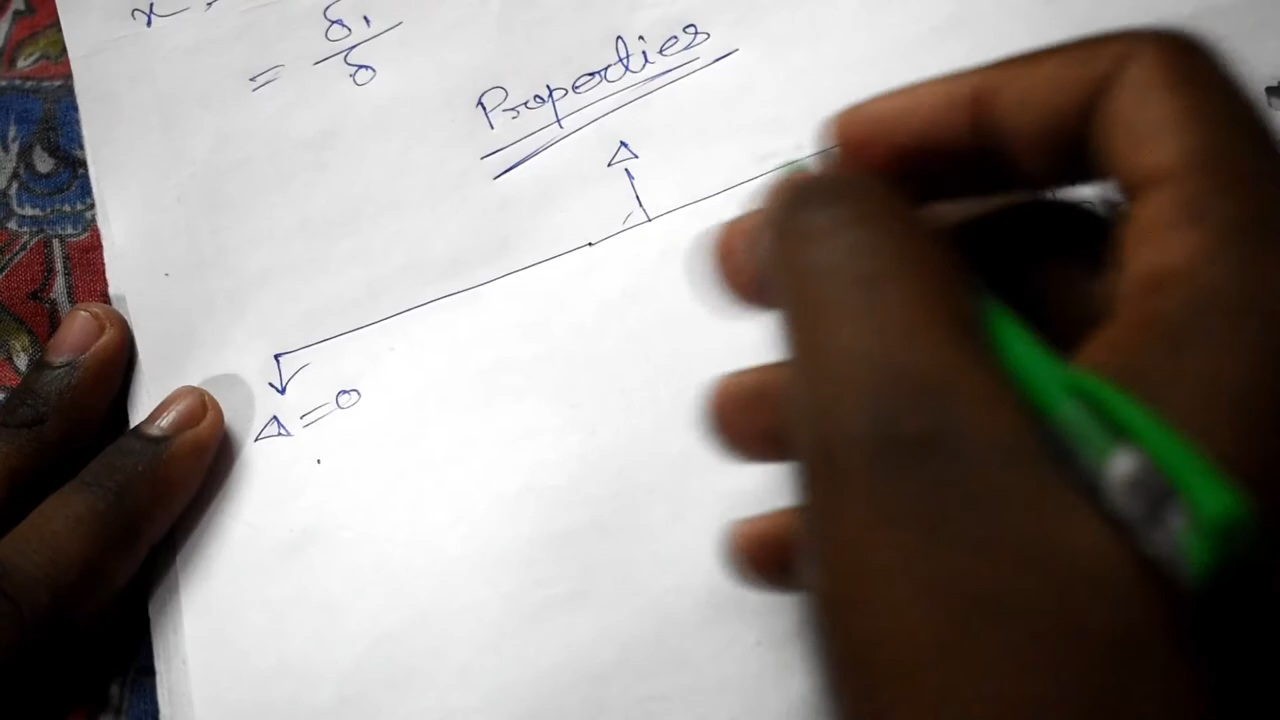 x
= δ₁/δ
Properties
Δ
Δ = 0